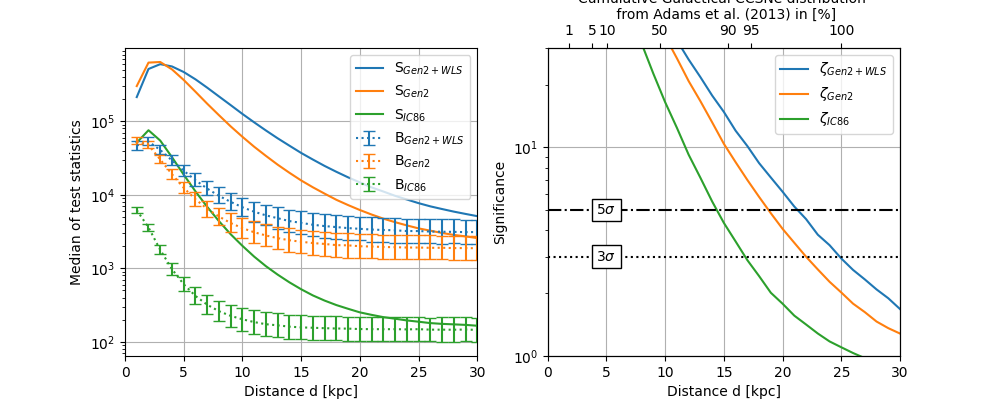 Cumulative Galactical CCSNe distribution
from Adams et al. (2013) in [%]
1 5 10 50 90 95 100
Median of test statistics
10^5
10^4
10^3
10^2
0 5 10 15 20 25 30
Distance d [kpc]
S_{Gen2+WLS}
S_{Gen2}
S_{IC86}
B_{Gen2+WLS}
B_{Gen2}
B_{IC86}
Significance
10^1
10^0
5σ
3σ
ζ_{Gen2+WLS}
ζ_{Gen2}
ζ_{IC86}
0 5 10 15 20 25 30
Distance d [kpc]